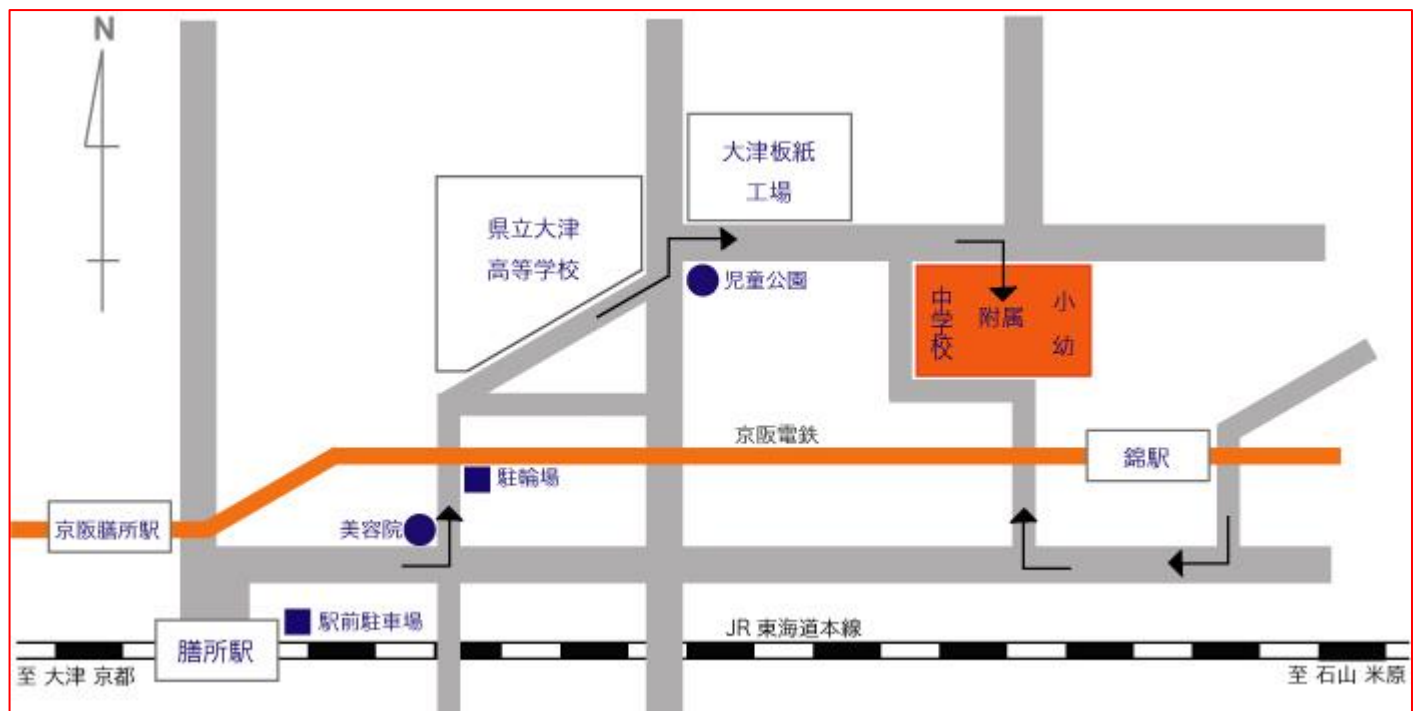 N
大津板紙
工場
県立大津
高等学校
児童公園
中学校
附属
小
幼
京阪電鉄
錦駅
駐輪場
京阪膳所駅
美容院
駅前駐車場
JR 東海道本線
膳所駅
至 大津 京都
至 石山 米原